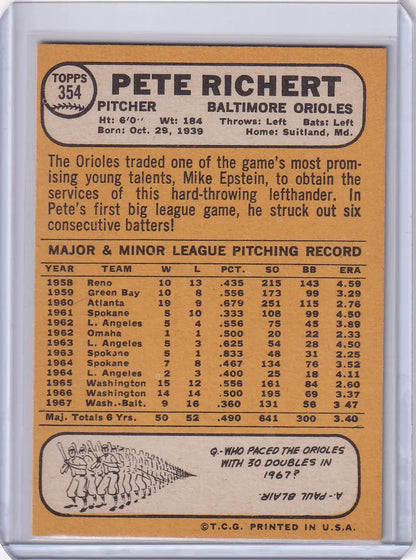 TOPPS
354
PETE RICHERT
PITCHER BALTIMORE ORIOLES
Ht: 6'0" Wt: 184 Throws: Left Bats: Left
Born: Oct. 29, 1939 Home: Suitland, Md.
The Orioles traded one of the game's most prom-
ising young talents, Mike Epstein, to obtain the
services of this hard-throwing lefthander. In
Pete's first big league game, he struck out six
consecutive batters!
MAJOR & MINOR LEAGUE PITCHING RECORD
YEAR TEAM W L PCT. SO BB ERA
1958 Reno 10 13 .435 215 143 4.59
1959 Green Bay 10 8 .556 173 99 3.29
1960 Atlanta 19 9 .679 251 115 2.76
1961 Spokane 5 10 .333 108 99 4.50
1962 L. Angeles 5 4 .556 75 45 3.89
1962 Omaha 1 1 .500 20 22 2.33
1963 L. Angeles 5 3 .625 54 28 4.50
1963 Spokane 5 1 .833 48 31 2.25
1964 Spokane 7 8 .467 134 76 3.52
1964 L. Angeles 2 3 .400 25 18 4.11
1965 Washington 15 12 .556 161 84 2.60
1966 Washington 14 14 .500 195 69 3.37
1967 Wash.-Balt. 9 16 .360 131 56 3.47
Maj. Totals 6 Yrs. 50 52 .490 641 300 3.40
Q.-WHO PACED THE ORIOLES
WITH 30 DOUBLES IN
1967?
A-PAUL BLAIR
©T.C.G. PRINTED IN U.S.A.